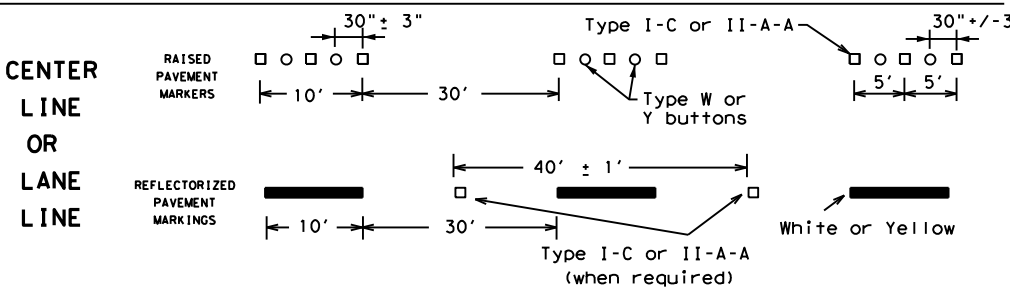 30"± 3"
Type I-C or II-A-A
30"+/-3
CENTER
LINE
OR
LANE
LINE
RAISED
PAVEMENT
MARKERS
10'
30'
Type W or
Y buttons
5'
5'
40' ± 1'
REFLECTORIZED
PAVEMENT
MARKINGS
10'
30'
Type I-C or II-A-A
(when required)
White or Yellow